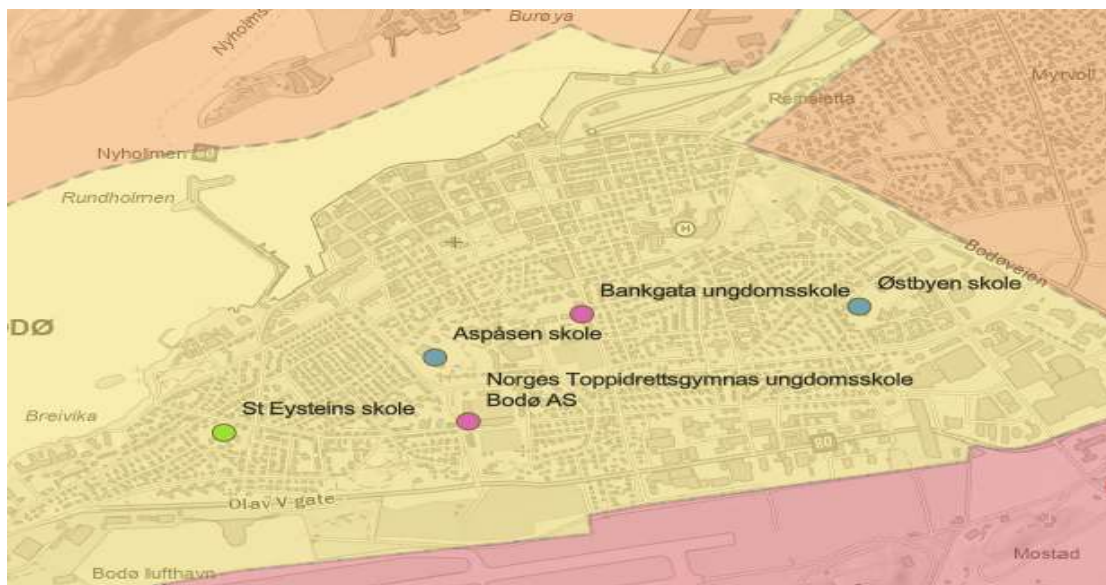 Burøya
Nyholms
Myrvoll
Rønsletta
Nyholmen
Rundholmen
H
Bodøveien
Bankgata ungdomsskole
Østbyen skole
DØ
Aspåsen skole
Norges Toppidrettsgymnas ungdomsskole
Bodø AS
St Eysteins skole
Breivika
80
Olav V gate
Mostad
Bodø lufthavn